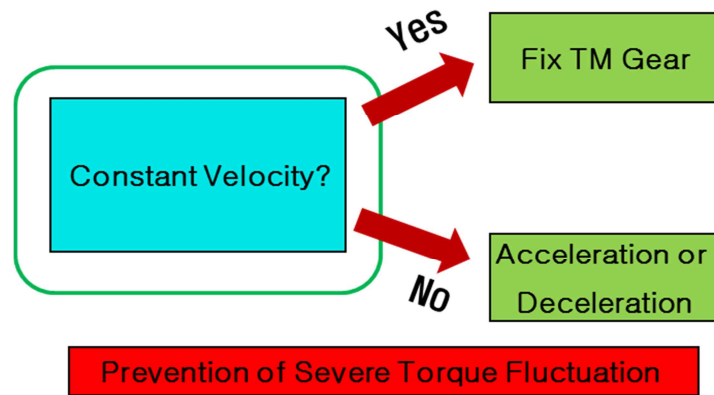 Yes
Fix TM Gear
Constant Velocity?
Acceleration or
Deceleration
No
Prevention of Severe Torque Fluctuation